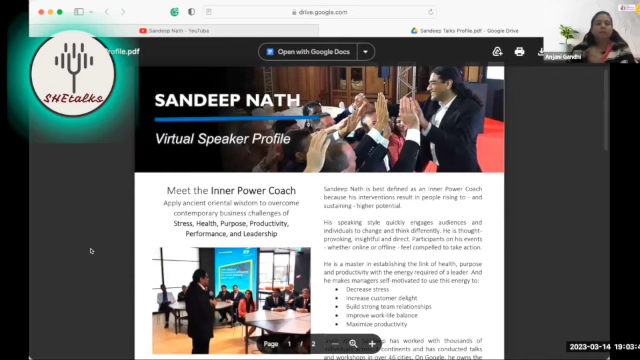 drive.google.com
Sandeep Nath - YouTube
Sandeep Talks Profile.pdf - Google Drive
Profile.pdf
Open with Google Docs
Anjani Gandhi
SHEtalks
SANDEEP NATH
Virtual Speaker Profile
Meet the Inner Power Coach
Apply ancient oriental wisdom to overcome
contemporary business challenges of
Stress, Health, Purpose, Productivity,
Performance, and Leadership
Sandeep Nath is best defined as an Inner Power Coach
because his interventions result in people rising to - and
sustaining - higher potential.
His speaking style quickly engages audiences and
individuals to change and think differently. He is thought-
provoking, insightful and direct. Participants on his events
- whether online or offline - feel compelled to take action.
He is a master in establishing the link of health, purpose
and productivity with the energy required of a leader. And
he makes managers self-motivated to use this energy to:
• Decrease stress
• Increase customer delight
• Build strong team relationships
• Improve work-life balance
• Maximize productivity
has worked with thousands of
continents and has conducted talks
and workshops in over 46 cities. On Google, he owns the
Page 1 / 2
2023-03-14 19:03:4